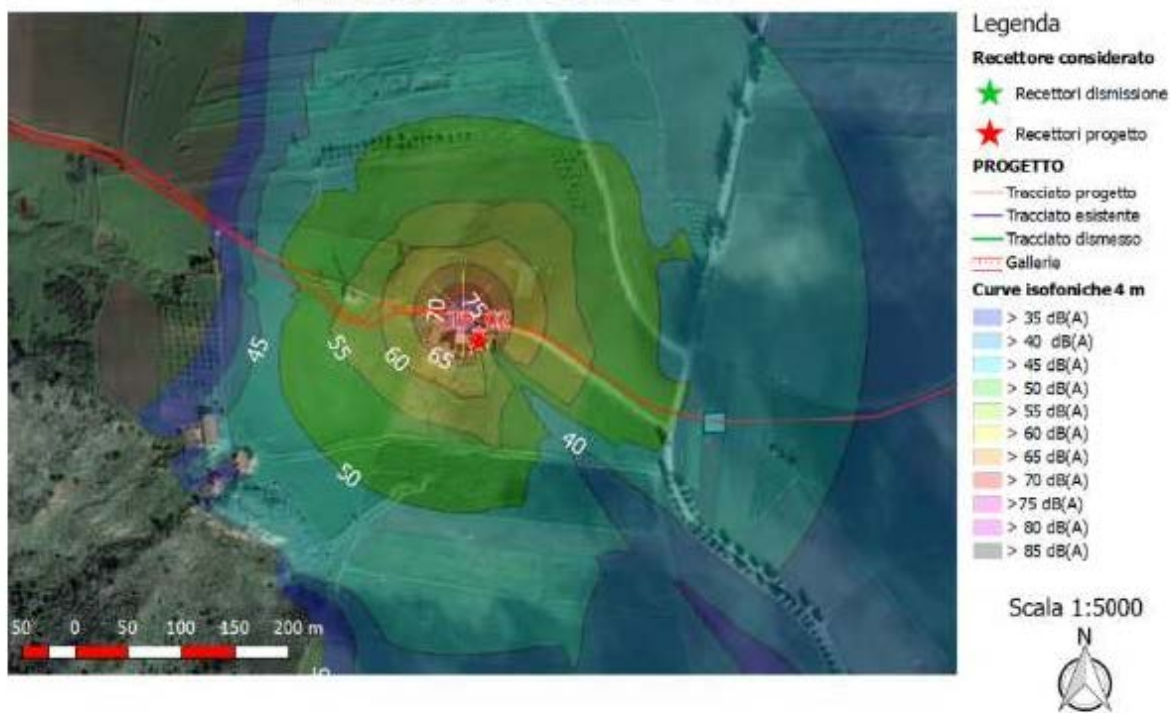 Legenda
Recettore considerato
Recettori dismissione
Recettori progetto
PROGETTO
Tracciato progetto
Tracciato esistente
Tracciato dismesso
Gallerie
Curve isofoniche 4 m
> 35 dB(A)
> 40 dB(A)
> 45 dB(A)
> 50 dB(A)
> 55 dB(A)
> 60 dB(A)
> 65 dB(A)
> 70 dB(A)
>75 dB(A)
> 80 dB(A)
> 85 dB(A)
Scala 1:5000
N
70
75
45
55
60
65
40
50
50 0 50 100 150 200 m